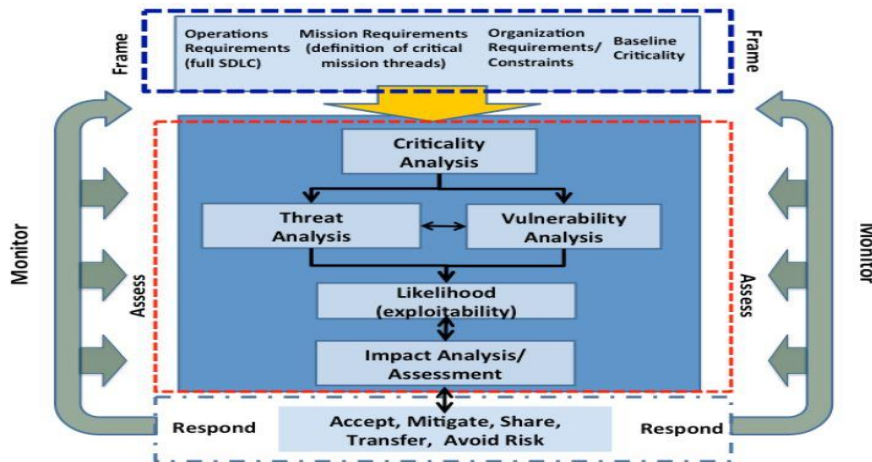 Frame
Operations
Requirements
(full SDLC)
Mission Requirements
(definition of critical
mission threads)
Organization
Requirements/
Constraints
Baseline
Criticality
Frame
Criticality
Analysis
Threat
Analysis
Vulnerability
Analysis
Monitor
Assess
Likelihood
(exploitability)
Assess
Monitor
Impact Analysis/
Assessment
Respond
Accept, Mitigate, Share,
Transfer, Avoid Risk
Respond